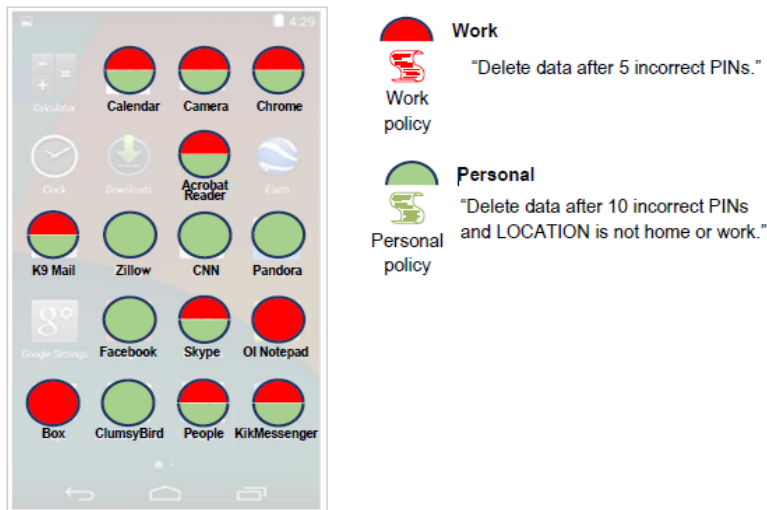 4:29
Calculator
Calendar
Camera
Chrome
Clock
Downloads
Acrobat
Reader
Earth
K9 Mail
Zillow
CNN
Pandora
Google Settings
Facebook
Skype
OI Notepad
Box
ClumsyBird
People
KikMessenger
Work
“Delete data after 5 incorrect PINs.”
Work
policy
Personal
“Delete data after 10 incorrect PINs
and LOCATION is not home or work.”
Personal
policy